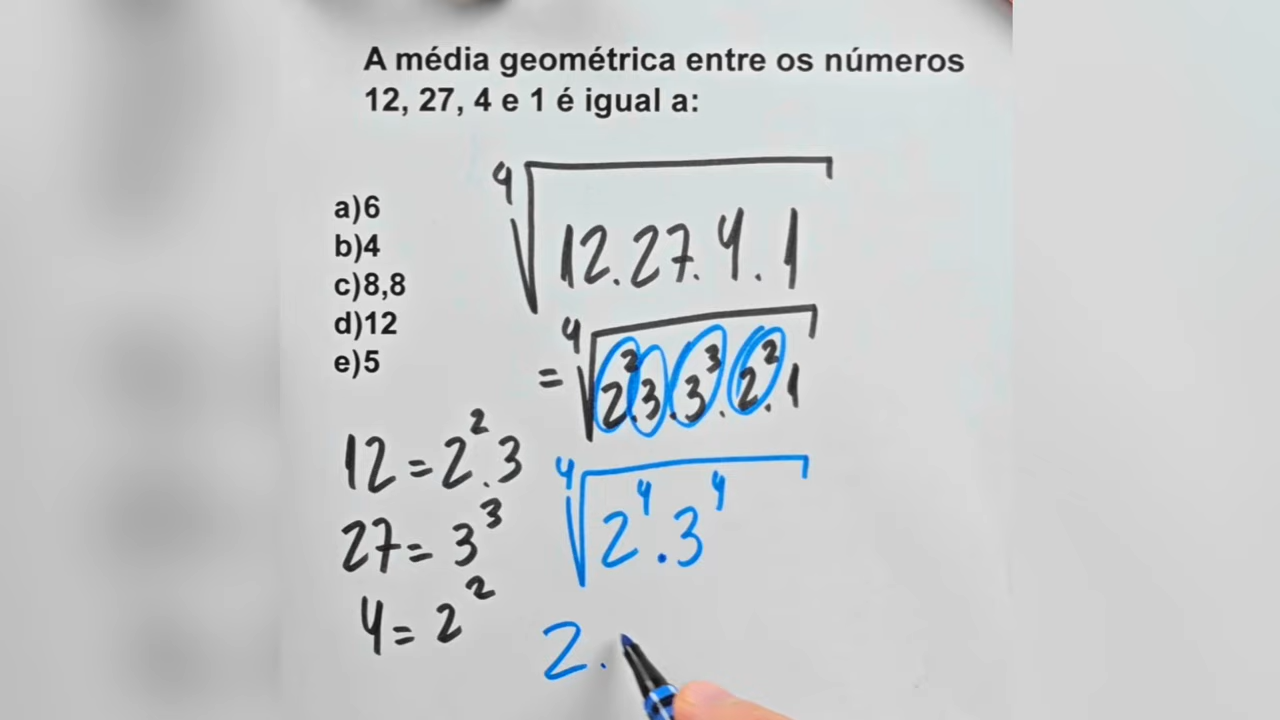 A média geométrica entre os números
12, 27, 4 e 1 é igual a:
a)6
b)4
c)8,8
d)12
e)5
⁴√12.27.4.1
= ⁴√2².3.3³.2².1
12=2².3
27=3³
4=2²
⁴√2⁴.3⁴
2.